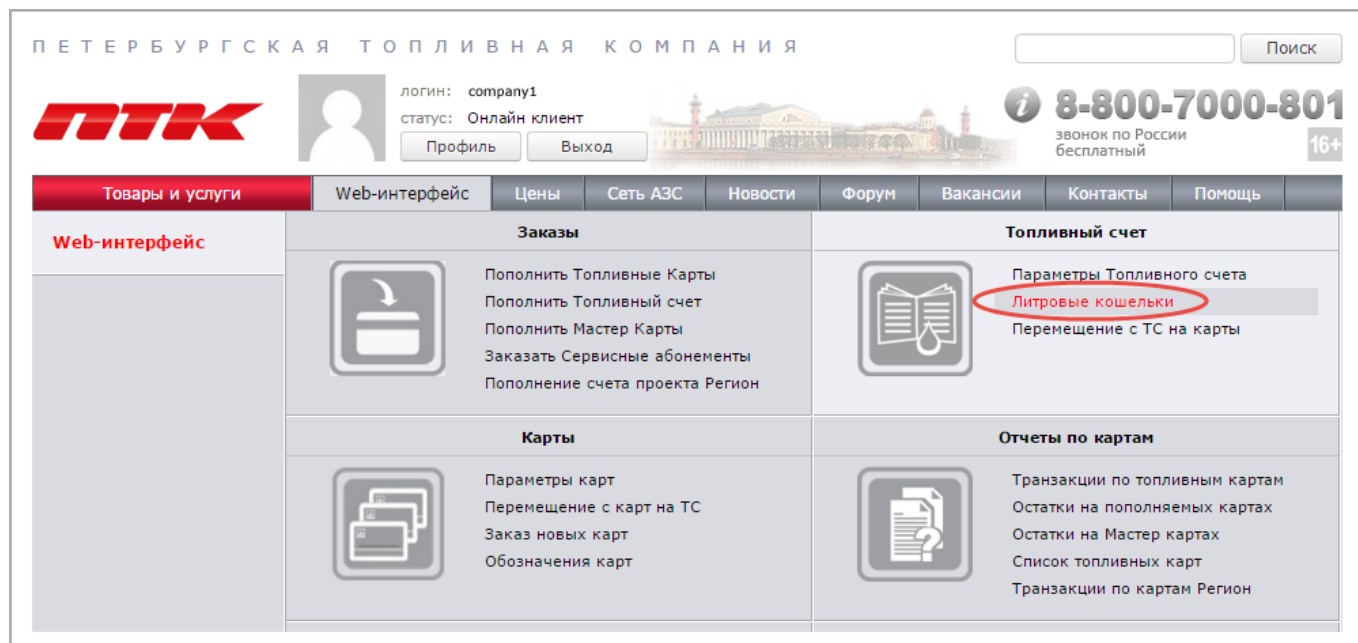 ПЕТЕРБУРГСКАЯ ТОПЛИВНАЯ КОМПАНИЯ
Поиск
ПТК
логин: company1
статус: Онлайн клиент
Профиль Выход
i 8-800-7000-801
звонок по России
бесплатный
16+
Товары и услуги Web-интерфейс Цены Сеть АЗС Новости Форум Вакансии Контакты Помощь
Web-интерфейс
Заказы
Пополнить Топливные Карты
Пополнить Топливный счет
Пополнить Мастер Карты
Заказать Сервисные абонементы
Пополнение счета проекта Регион
Топливный счет
Параметры Топливного счета
Литровые кошельки
Перемещение с ТС на карты
Карты
Параметры карт
Перемещение с карт на ТС
Заказ новых карт
Обозначения карт
Отчеты по картам
Транзакции по топливным картам
Остатки на пополняемых картах
Остатки на Мастер картах
Список топливных карт
Транзакции по картам Регион